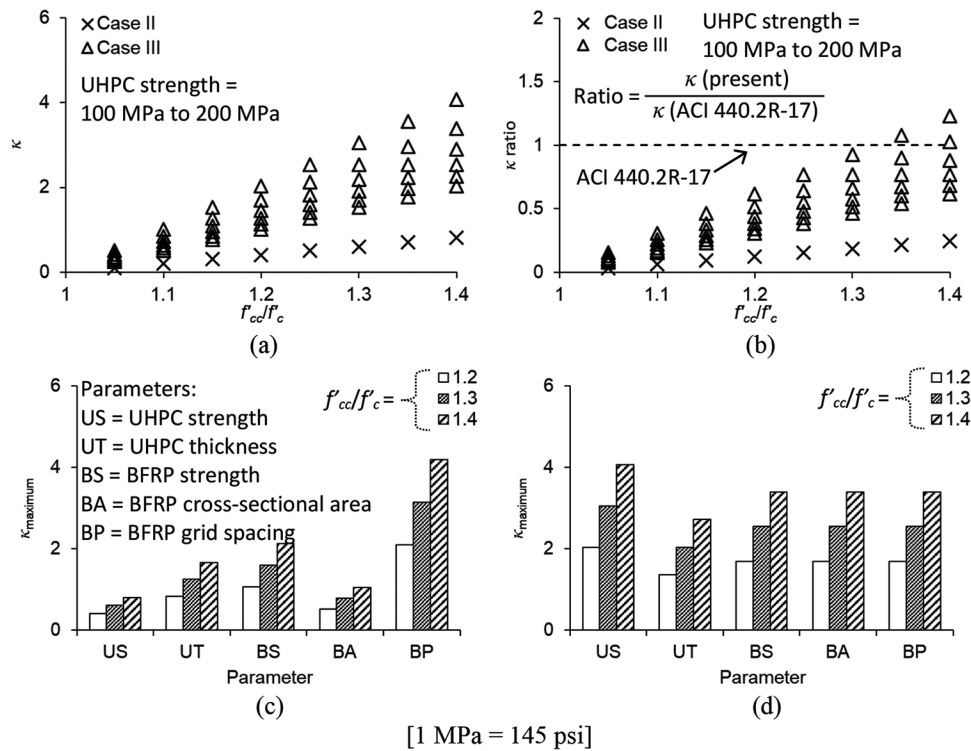 6
4
2
0
κ
× Case II
△ Case III
UHPC strength =
100 MPa to 200 MPa
1 1.1 1.2 1.3 1.4
f'cc/f'c
(a)
2
1.5
1
0.5
0
κ ratio
× Case II
△ Case III
UHPC strength =
100 MPa to 200 MPa
Ratio = κ (present)
κ (ACI 440.2R-17)
ACI 440.2R-17
1 1.1 1.2 1.3 1.4
f'cc/f'c
(b)
8
6
4
2
0
κmaximum
Parameters:
US = UHPC strength
UT = UHPC thickness
BS = BFRP strength
BA = BFRP cross-sectional area
BP = BFRP grid spacing
f'cc/f'c =
1.2
1.3
1.4
US UT BS BA BP
Parameter
(c)
8
6
4
2
0
κmaximum
f'cc/f'c =
1.2
1.3
1.4
US UT BS BA BP
Parameter
(d)
[1 MPa = 145 psi]